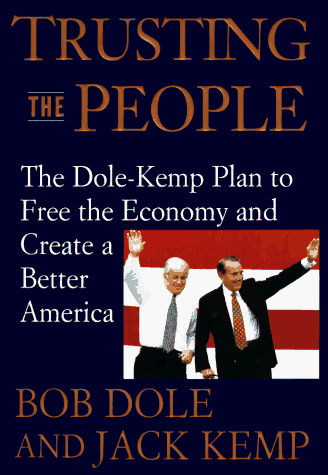 TRUSTING
THE PEOPLE
The Dole-Kemp Plan to
Free the Economy and
Create a
Better
America
BOB DOLE
AND JACK KEMP